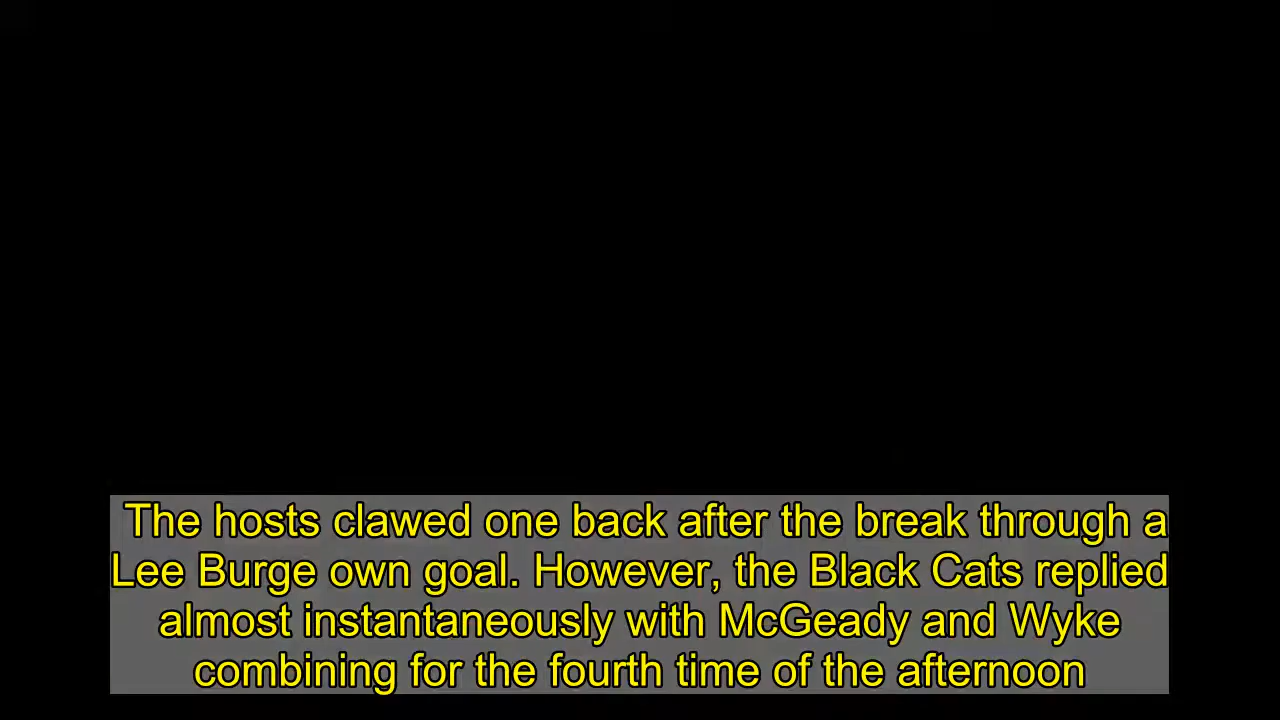 The hosts clawed one back after the break through a
Lee Burge own goal. However, the Black Cats replied
almost instantaneously with McGeady and Wyke
combining for the fourth time of the afternoon